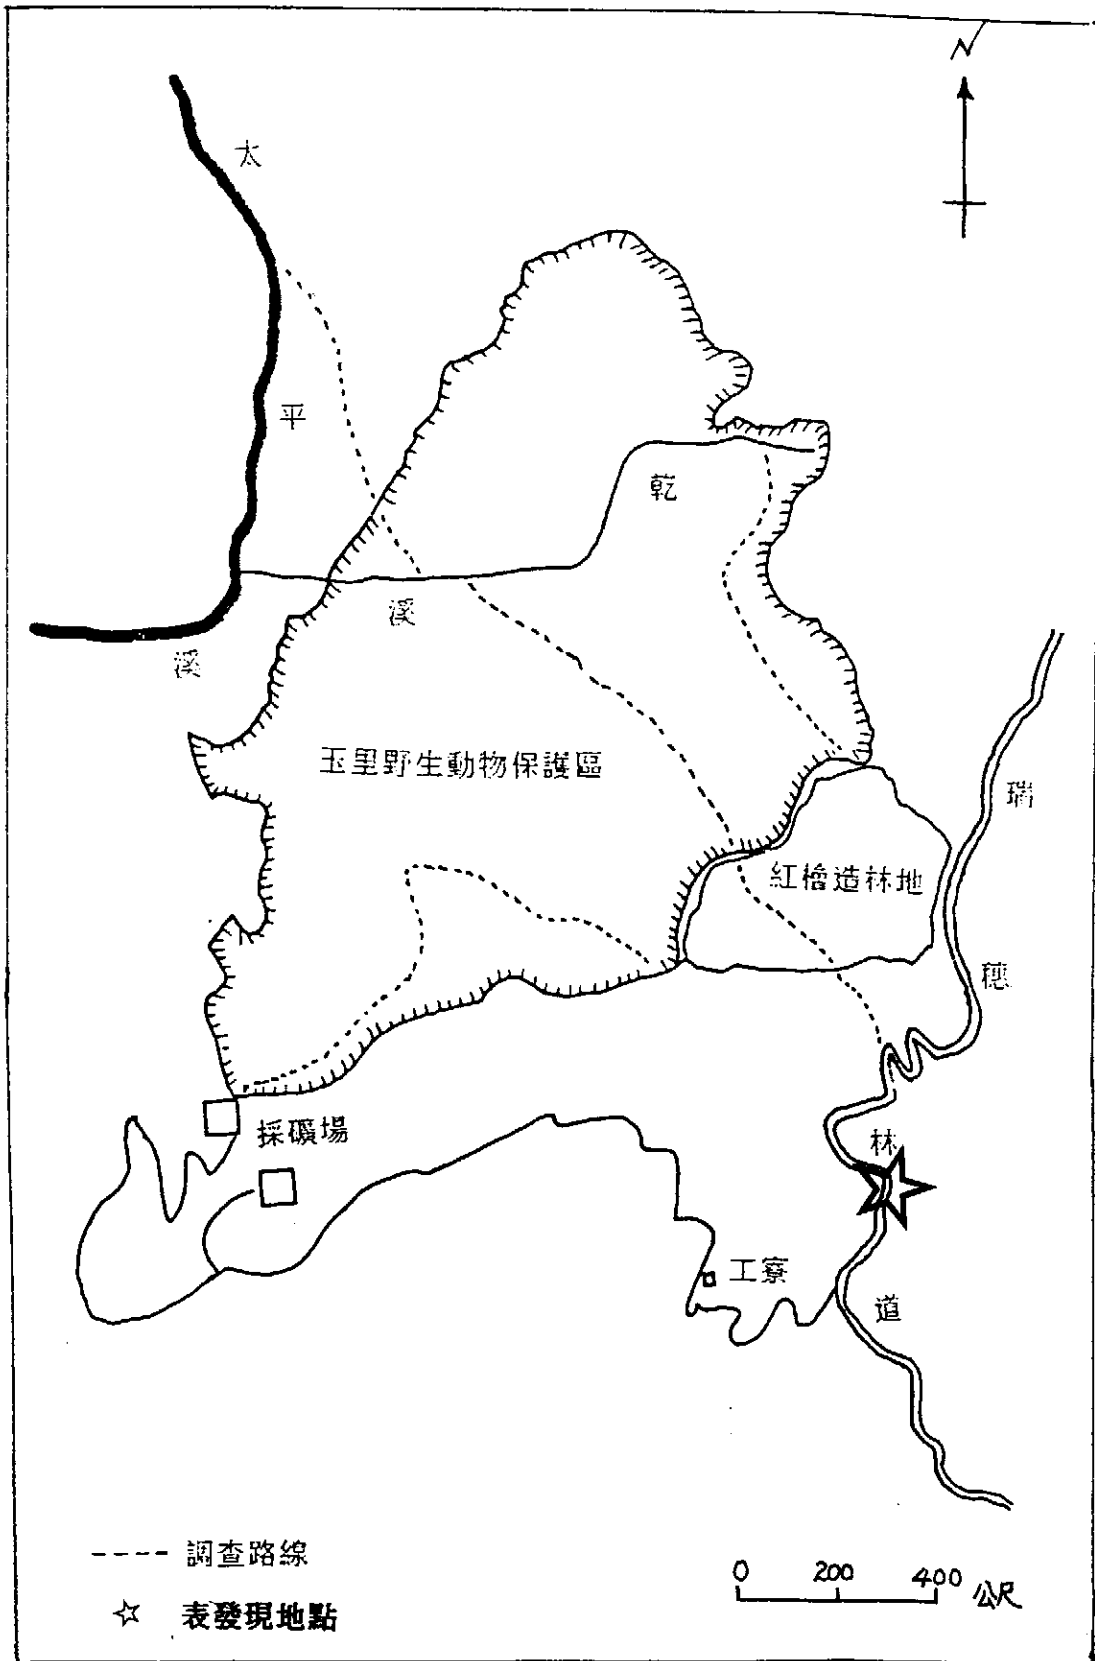 N
太平溪
乾溪
玉里野生動物保護區
紅檜造林地
瑞穗林道
採礦場
工寮
調查路線
表發現地點
0 200 400 公尺